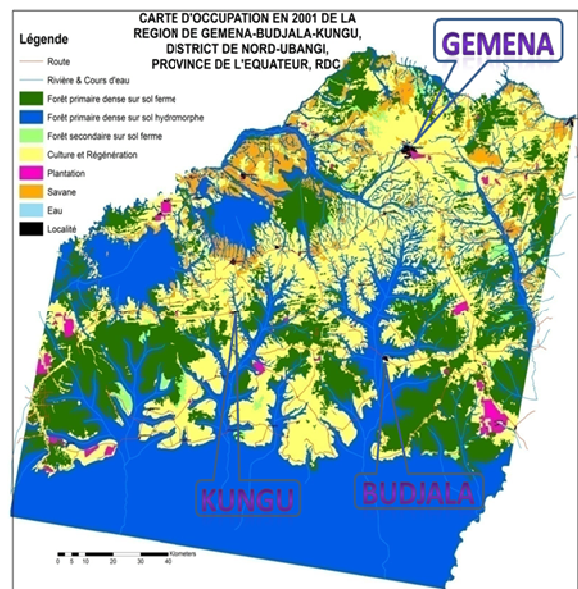 CARTE D'OCCUPATION EN 2001 DE LA
REGION DE GEMENA-BUDJALA-KUNGU,
DISTRICT DE NORD-UBANGI,
PROVINCE DE L'EQUATEUR, RDC
GEMENA
Légende
Route
Rivière & Cours d'eau
Forêt primaire dense sur sol ferme
Forêt primaire dense sur sol hydromorphe
Forêt secondaire sur sol ferme
Culture et Régénération
Plantation
Savane
Eau
Localité
KUNGU
BUDJALA
Kilometers
0 5 10 20 30 40